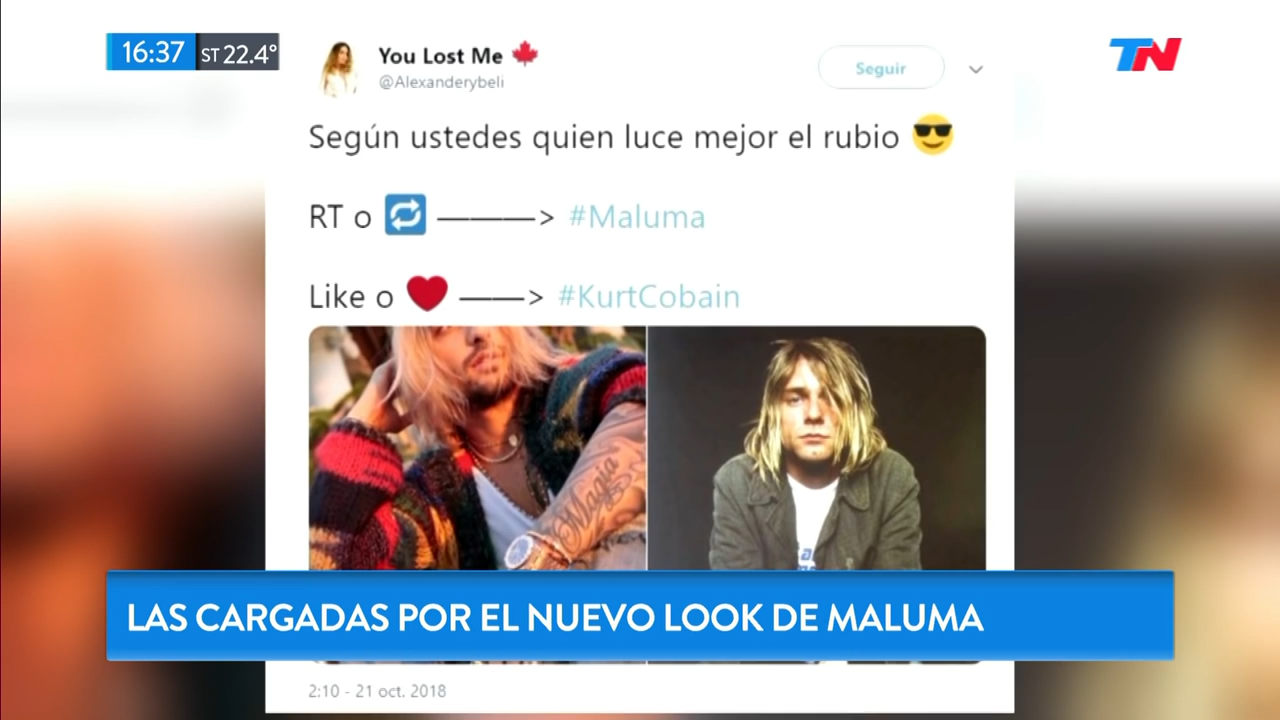 16:37 ST 22.4°
TN
You Lost Me
@Alexanderybeli
Seguir
Según ustedes quien luce mejor el rubio 😎
RT o 🔁 ———> #Maluma
Like o ❤️ ——> #KurtCobain
Magia
LAS CARGADAS POR EL NUEVO LOOK DE MALUMA
2:10 - 21 oct. 2018